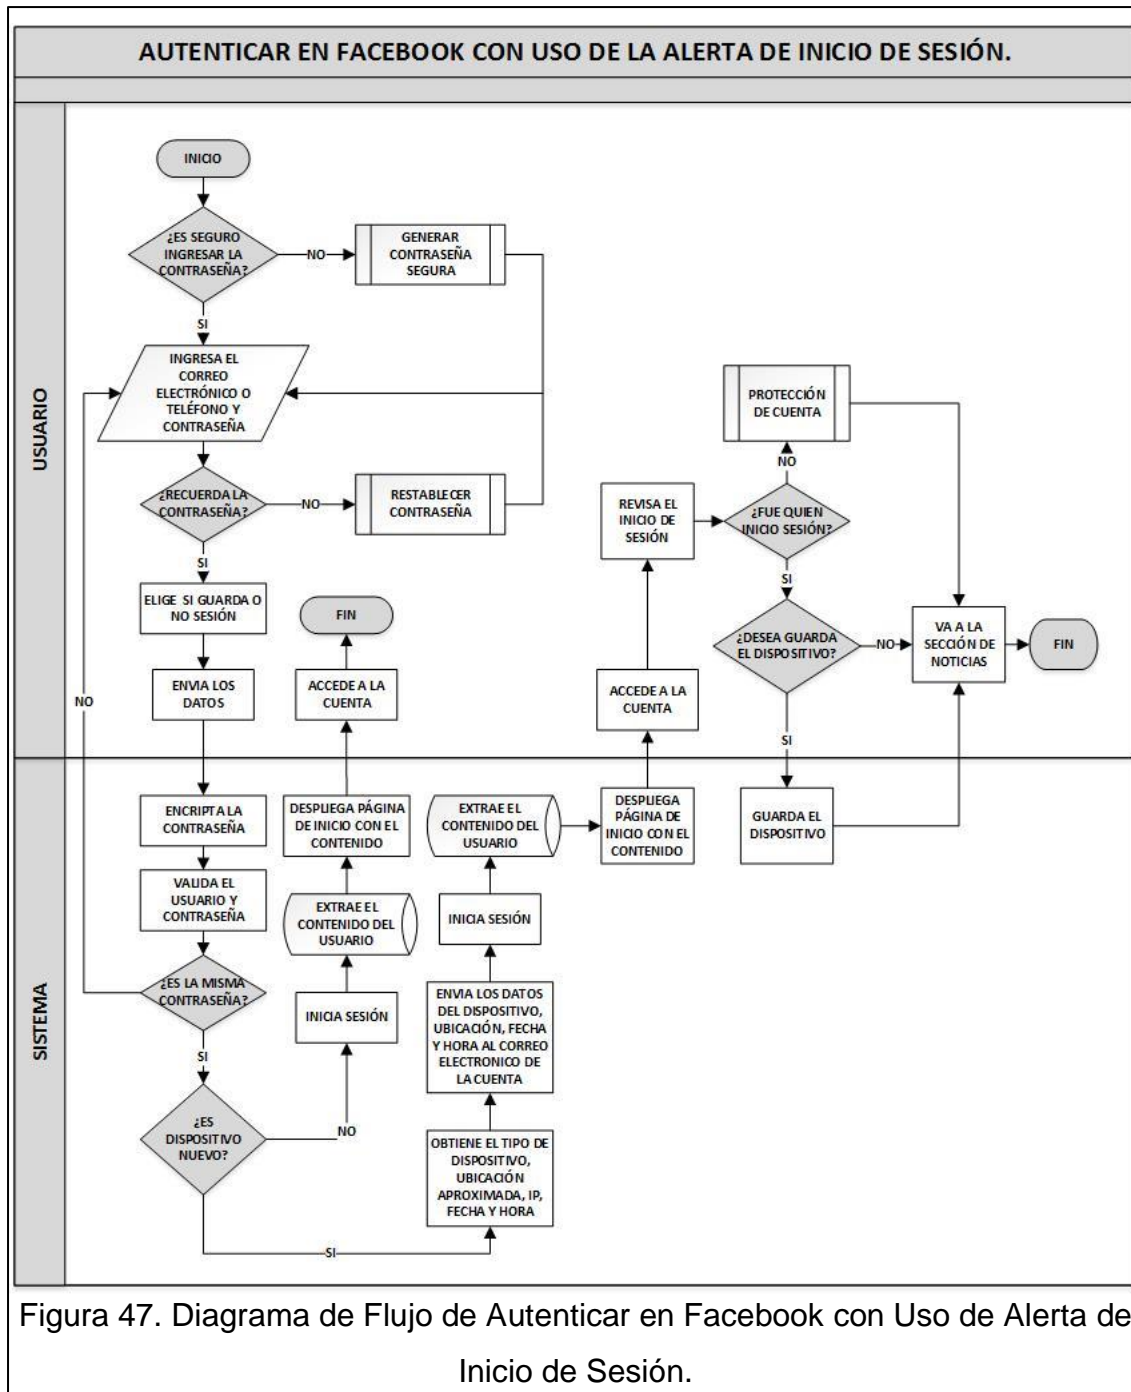 AUTENTICAR EN FACEBOOK CON USO DE LA ALERTA DE INICIO DE SESIÓN.
USUARIO
INICIO
¿ES SEGURO
INGRESAR LA
CONTRASEÑA?
NO
GENERAR
CONTRASEÑA
SEGURA
SI
INGRESA EL
CORREO
ELECTRÓNICO O
TELÉFONO Y
CONTRASEÑA
¿RECUERDA LA
CONTRASEÑA?
NO
RESTABLECER
CONTRASEÑA
SI
ELIGE SI GUARDA O
NO SESIÓN
ENVIA LOS
DATOS
NO
FIN
ACCEDE A LA
CUENTA
REVISA EL
INICIO DE
SESIÓN
ACCEDE A LA
CUENTA
PROTECCIÓN
DE CUENTA
NO
¿FUE QUIEN
INICIO SESIÓN?
SI
¿DESEA GUARDA
EL DISPOSITIVO?
NO
VA A LA
SECCIÓN DE
NOTICIAS
FIN
SI
SISTEMA
ENCRIPTA LA
CONTRASEÑA
VALIDA EL
USUARIO Y
CONTRASEÑA
¿ES LA MISMA
CONTRASEÑA?
SI
¿ES
DISPOSITIVO
NUEVO?
NO
SI
DESPLIEGA PÁGINA
DE INICIO CON EL
CONTENIDO
EXTRAE EL
CONTENIDO DEL
USUARIO
INICIA SESIÓN
EXTRAE EL
CONTENIDO DEL
USUARIO
INICIA SESIÓN
ENVIA LOS DATOS
DEL DISPOSITIVO,
UBICACIÓN, FECHA
Y HORA AL CORREO
ELECTRONICO DE
LA CUENTA
OBTIENE EL TIPO DE
DISPOSITIVO,
UBICACIÓN
APROXIMADA, IP,
FECHA Y HORA
DESPLIEGA
PÁGINA DE
INICIO CON EL
CONTENIDO
GUARDA EL
DISPOSITIVO
Figura 47. Diagrama de Flujo de Autenticar en Facebook con Uso de Alerta de
Inicio de Sesión.